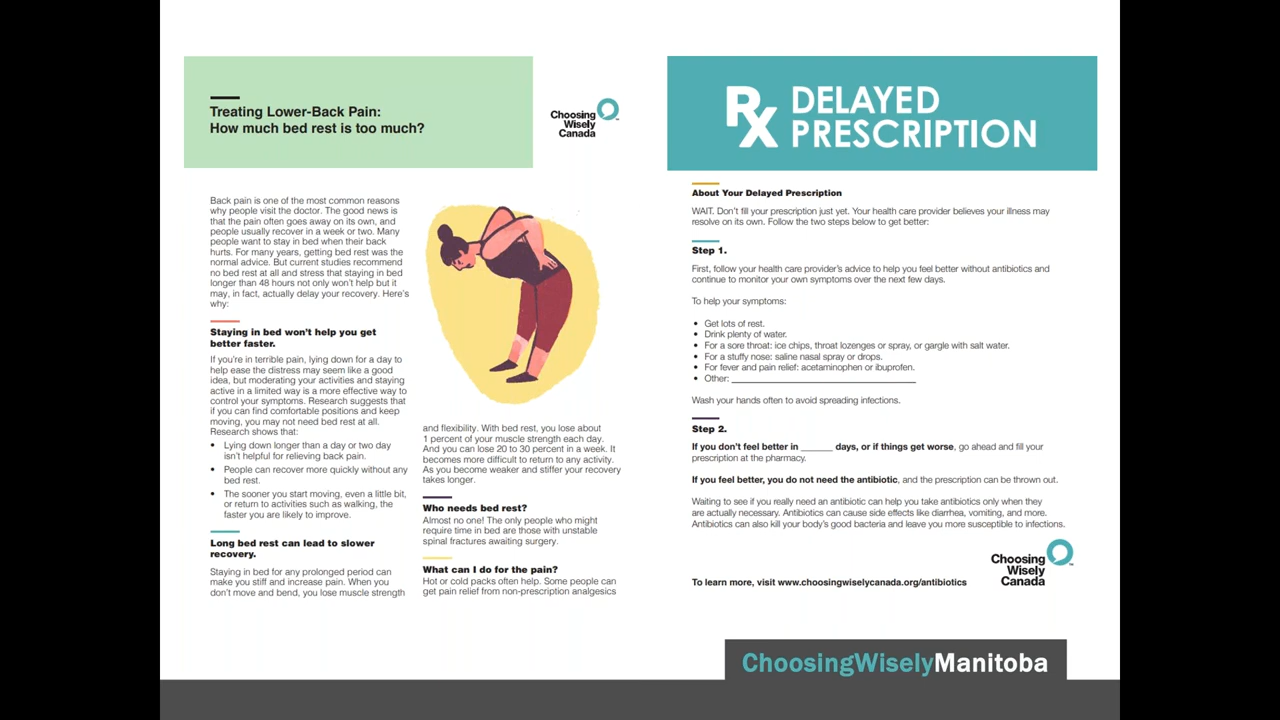 Treating Lower-Back Pain:
How much bed rest is too much?
Choosing
Wisely
Canada
Back pain is one of the most common reasons
why people visit the doctor. The good news is
that the pain often goes away on its own, and
people usually recover in a week or two. Many
people want to stay in bed when their back
hurts. For many years, getting bed rest was the
normal advice. But current studies recommend
no bed rest at all and stress that staying in bed
longer than 48 hours not only won't help but it
may, in fact, actually delay your recovery. Here's
why:
Staying in bed won't help you get
better faster.
If you're in terrible pain, lying down for a day to
help ease the distress may seem like a good
idea, but moderating your activities and staying
active in a limited way is a more effective way to
control your symptoms. Research suggests that
if you can find comfortable positions and keep
moving, you may not need bed rest at all.
Research shows that:
• Lying down longer than a day or two day
isn't helpful for relieving back pain.
• People can recover more quickly without any
bed rest.
• The sooner you start moving, even a little bit,
or return to activities such as walking, the
faster you are likely to improve.
Long bed rest can lead to slower
recovery.
Staying in bed for any prolonged period can
make you stiff and increase pain. When you
don't move and bend, you lose muscle strength
and flexibility. With bed rest, you lose about
1 percent of your muscle strength each day.
And you can lose 20 to 30 percent in a week. It
becomes more difficult to return to any activity.
As you become weaker and stiffer your recovery
takes longer.
Who needs bed rest?
Almost no one! The only people who might
require time in bed are those with unstable
spinal fractures awaiting surgery.
What can I do for the pain?
Hot or cold packs often help. Some people can
get pain relief from non-prescription analgesics
Rx DELAYED
PRESCRIPTION
About Your Delayed Prescription
WAIT. Don't fill your prescription just yet. Your health care provider believes your illness may
resolve on its own. Follow the two steps below to get better:
Step 1.
First, follow your health care provider's advice to help you feel better without antibiotics and
continue to monitor your own symptoms over the next few days.
To help your symptoms:
• Get lots of rest.
• Drink plenty of water.
• For a sore throat: ice chips, throat lozenges or spray, or gargle with salt water.
• For a stuffy nose: saline nasal spray or drops.
• For fever and pain relief: acetaminophen or ibuprofen.
• Other: ______________________
Wash your hands often to avoid spreading infections.
Step 2.
If you don't feel better in ______ days, or if things get worse, go ahead and fill your
prescription at the pharmacy.
If you feel better, you do not need the antibiotic, and the prescription can be thrown out.
Waiting to see if you really need an antibiotic can help you take antibiotics only when they
are actually necessary. Antibiotics can cause side effects like diarrhea, vomiting, and more.
Antibiotics can also kill your body's good bacteria and leave you more susceptible to infections.
To learn more, visit www.choosingwiselycanada.org/antibiotics
Choosing
Wisely
Canada
ChoosingWiselyManitoba